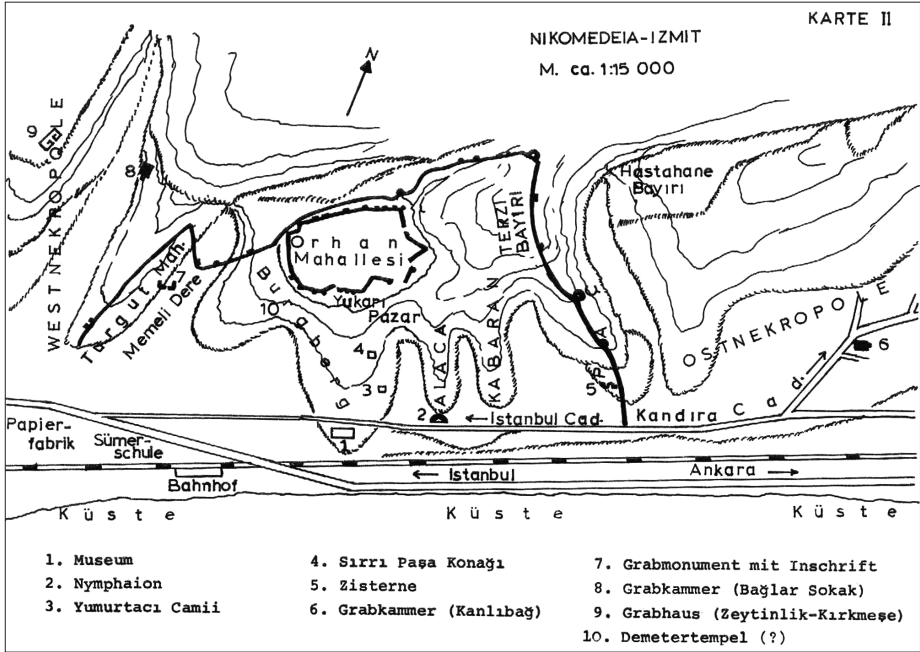 KARTE II
NIKOMEDEIA-IZMIT
M. ca. 1:15 000
N
WESTNEKROPOLE
9
8
Hastahane
Bayırı
TERZI
BAYIRI
Orhan
Mahallesi
Turgut Mah.
Memeli Dere
10
Yukarı
Pazar
4
3
ALACA
KABARAN
OSTNEKROPOLE
6
5
2
← Istanbul Cad.
Kandıra Cad.
1
Papier-
fabrik
Sümer-
schule
Bahnhof
← Istanbul
Ankara →
Küste
Küste
Küste
1. Museum
2. Nymphaion
3. Yumurtacı Camii
4. Sırrı Paşa Konağı
5. Zisterne
6. Grabkammer (Kanlıbağ)
7. Grabmonument mit Inschrift
8. Grabkammer (Bağlar Sokak)
9. Grabhaus (Zeytinlik-Kırkmeşe)
10. Demetertempel (?)